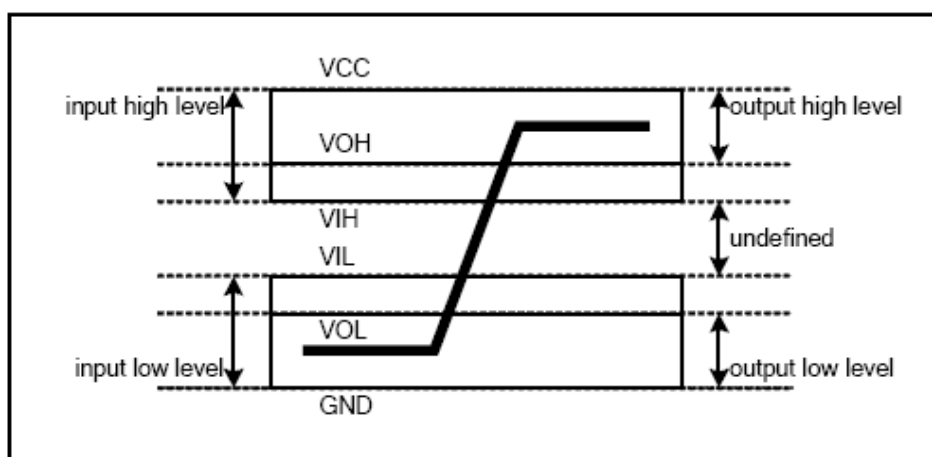 VCC
input high level
output high level
VOH
VIH
undefined
VIL
VOL
input low level
output low level
GND